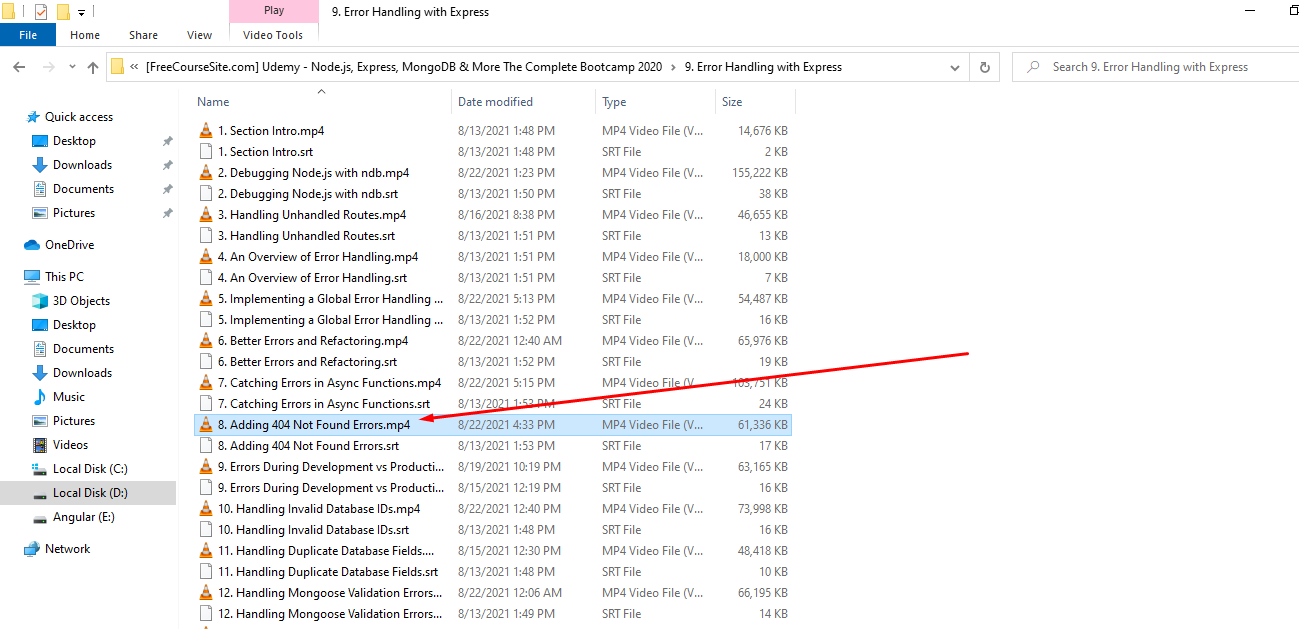 Play
9. Error Handling with Express
File Home Share View Video Tools
« [FreeCourseSite.com] Udemy - Node.js, Express, MongoDB & More The Complete Bootcamp 2020 › 9. Error Handling with Express
Search 9. Error Handling with Express
Name Date modified Type Size
Quick access
Desktop
Downloads
Documents
Pictures
OneDrive
This PC
3D Objects
Desktop
Documents
Downloads
Music
Pictures
Videos
Local Disk (C:)
Local Disk (D:)
Angular (E:)
Network
1. Section Intro.mp4 8/13/2021 1:48 PM MP4 Video File (V... 14,676 KB
1. Section Intro.srt 8/13/2021 1:48 PM SRT File 2 KB
2. Debugging Node.js with ndb.mp4 8/22/2021 1:23 PM MP4 Video File (V... 155,222 KB
2. Debugging Node.js with ndb.srt 8/13/2021 1:50 PM SRT File 38 KB
3. Handling Unhandled Routes.mp4 8/16/2021 8:38 PM MP4 Video File (V... 46,655 KB
3. Handling Unhandled Routes.srt 8/13/2021 1:51 PM SRT File 13 KB
4. An Overview of Error Handling.mp4 8/13/2021 1:51 PM MP4 Video File (V... 18,000 KB
4. An Overview of Error Handling.srt 8/13/2021 1:51 PM SRT File 7 KB
5. Implementing a Global Error Handling ... 8/22/2021 5:13 PM MP4 Video File (V... 54,487 KB
5. Implementing a Global Error Handling ... 8/13/2021 1:52 PM SRT File 16 KB
6. Better Errors and Refactoring.mp4 8/22/2021 12:40 AM MP4 Video File (V... 65,976 KB
6. Better Errors and Refactoring.srt 8/13/2021 1:52 PM SRT File 19 KB
7. Catching Errors in Async Functions.mp4 8/22/2021 5:15 PM MP4 Video File (V... 103,751 KB
7. Catching Errors in Async Functions.srt 8/13/2021 1:53 PM SRT File 24 KB
8. Adding 404 Not Found Errors.mp4 8/22/2021 4:33 PM MP4 Video File (V... 61,336 KB
8. Adding 404 Not Found Errors.srt 8/13/2021 1:53 PM SRT File 17 KB
9. Errors During Development vs Producti... 8/19/2021 10:19 PM MP4 Video File (V... 63,165 KB
9. Errors During Development vs Producti... 8/15/2021 12:19 PM SRT File 16 KB
10. Handling Invalid Database IDs.mp4 8/22/2021 12:40 PM MP4 Video File (V... 73,998 KB
10. Handling Invalid Database IDs.srt 8/13/2021 1:48 PM SRT File 16 KB
11. Handling Duplicate Database Fields.... 8/15/2021 12:30 PM MP4 Video File (V... 48,418 KB
11. Handling Duplicate Database Fields.srt 8/13/2021 1:48 PM SRT File 10 KB
12. Handling Mongoose Validation Errors... 8/22/2021 12:06 AM MP4 Video File (V... 66,195 KB
12. Handling Mongoose Validation Errors... 8/13/2021 1:49 PM SRT File 14 KB